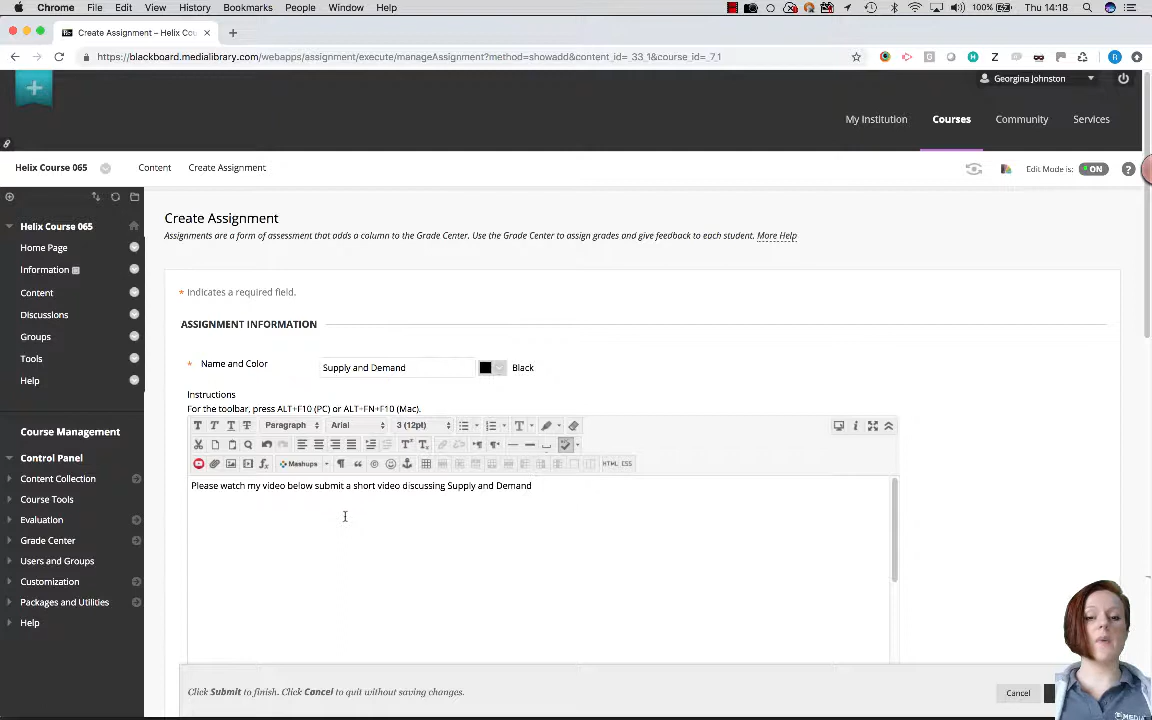 Chrome File Edit View History Bookmarks People Window Help 100% Thu 14:18
Create Assignment – Helix Cou
https://blackboard.medialibrary.com/webapps/assignment/execute/manageAssignment?method=showadd&content_id=_33_1&course_id=_7_1
Georgina Johnston
My Institution Courses Community Services
Helix Course 065 Content Create Assignment Edit Mode is: ON
Helix Course 065
Home Page
Information
Content
Discussions
Groups
Tools
Help
Course Management
Control Panel
Content Collection
Course Tools
Evaluation
Grade Center
Users and Groups
Customization
Packages and Utilities
Help
Create Assignment
Assignments are a form of assessment that adds a column to the Grade Center. Use the Grade Center to assign grades and give feedback to each student. More Help
* Indicates a required field.
ASSIGNMENT INFORMATION
* Name and Color Supply and Demand Black
Instructions
For the toolbar, press ALT+F10 (PC) or ALT+FN+F10 (Mac).
T T T T Paragraph Arial 3 (12pt)
Mashups HTML CSS
Please watch my video below submit a short video discussing Supply and Demand
Click Submit to finish. Click Cancel to quit without saving changes.
Cancel
MEDIA